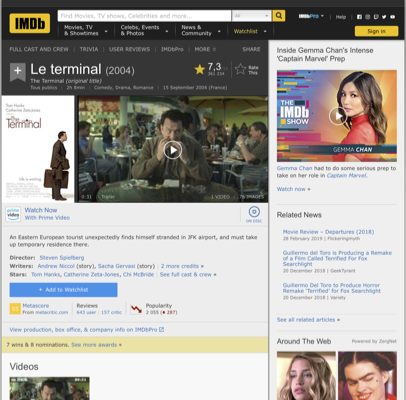 IMDb
Find Movies, TV shows, Celebrities and more...
All
IMDbPro
Help
Movies, TV
& Showtimes
Celebs, Events
& Photos
News &
Community
Watchlist
Sign in
FULL CAST AND CREW | TRIVIA | USER REVIEWS | IMDbPro | MORE
SHARE
Le terminal (2004)
The Terminal (original title)
Tous publics | 2h 8min | Comedy, Drama, Romance | 15 September 2004 (France)
7,3
Rate
This
Tom Hanks
Catherine Zeta-Jones
The Terminal
0:31 Trailer
1 VIDEO | 76 IMAGES
prime
video
Watch Now
With Prime Video
ON DISC
An Eastern European tourist unexpectedly finds himself stranded in JFK airport, and must take
up temporary residence there.
Director: Steven Spielberg
Writers: Andrew Niccol (story), Sacha Gervasi (story) | 2 more credits »
Stars: Tom Hanks, Catherine Zeta-Jones, Chi McBride | See full cast & crew »
+ Add to Watchlist
Metascore
From metacritic.com
Reviews
643 user | 157 critic
Popularity
2 055 ( 287)
View production, box office, & company info on IMDbPro
7 wins & 8 nominations. See more awards »
Videos
Inside Gemma Chan's Intense
'Captain Marvel' Prep
THE
IMDb
SHOW
GEMMA CHAN
Gemma Chan had to do some serious prep
to take on her role in Captain Marvel.
Watch now »
Related News
Movie Review – Departures (2018)
28 February 2019 | Flickeringmyth
Guillermo del Toro is Producing a Remake
of a Film Called Terrified For Fox
Searchlight
20 December 2018 | GeekTyrant
Guillermo Del Toro to Produce Horror
Remake 'Terrified' for Fox Searchlight
20 December 2018 | Variety
See all related articles »
Around The Web
Powered by ZergNet